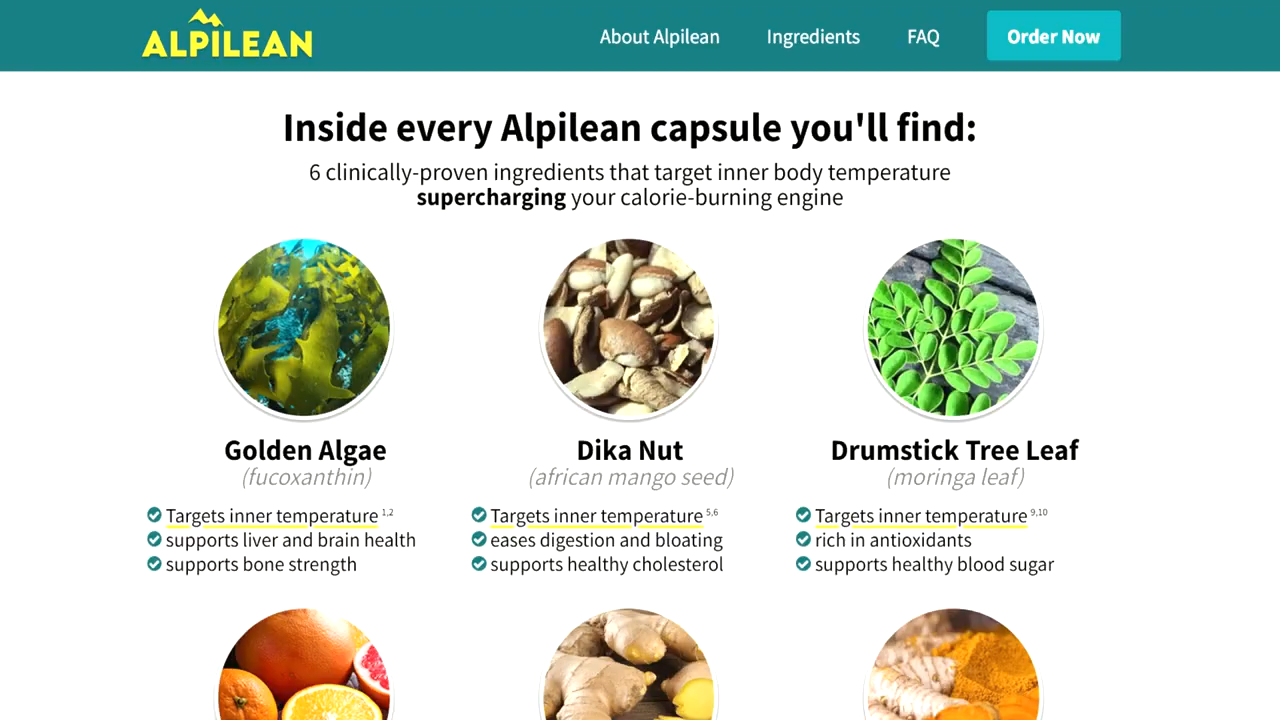 ALPILEAN
About Alpilean
Ingredients
FAQ
Order Now
Inside every Alpilean capsule you'll find:
6 clinically-proven ingredients that target inner body temperature
supercharging your calorie-burning engine
Golden Algae
(fucoxanthin)
Targets inner temperature 1,2
supports liver and brain health
supports bone strength
Dika Nut
(african mango seed)
Targets inner temperature 5,6
eases digestion and bloating
supports healthy cholesterol
Drumstick Tree Leaf
(moringa leaf)
Targets inner temperature 9,10
rich in antioxidants
supports healthy blood sugar